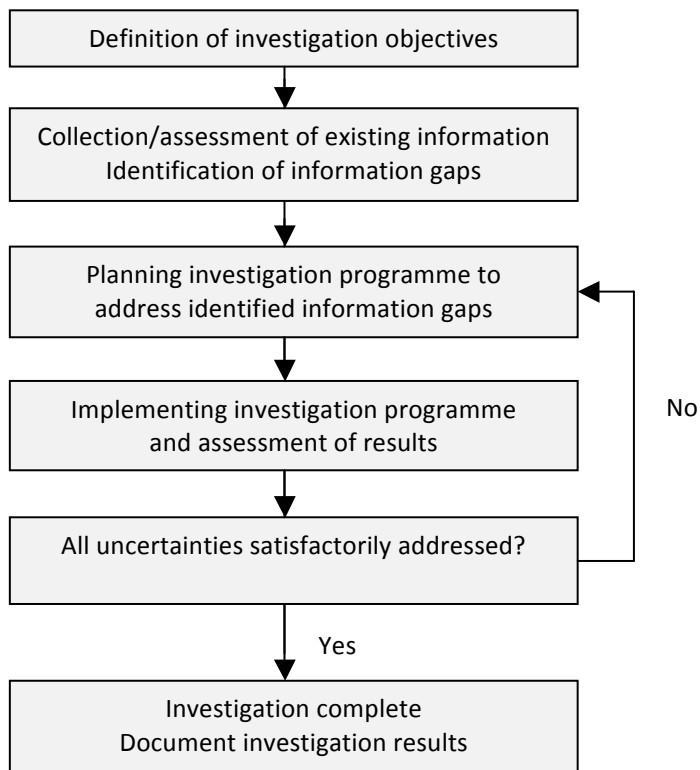 Definition of investigation objectives
Collection/assessment of existing information
Identification of information gaps
Planning investigation programme to
address identified information gaps
Implementing investigation programme
and assessment of results
No
All uncertainties satisfactorily addressed?
Yes
Investigation complete
Document investigation results